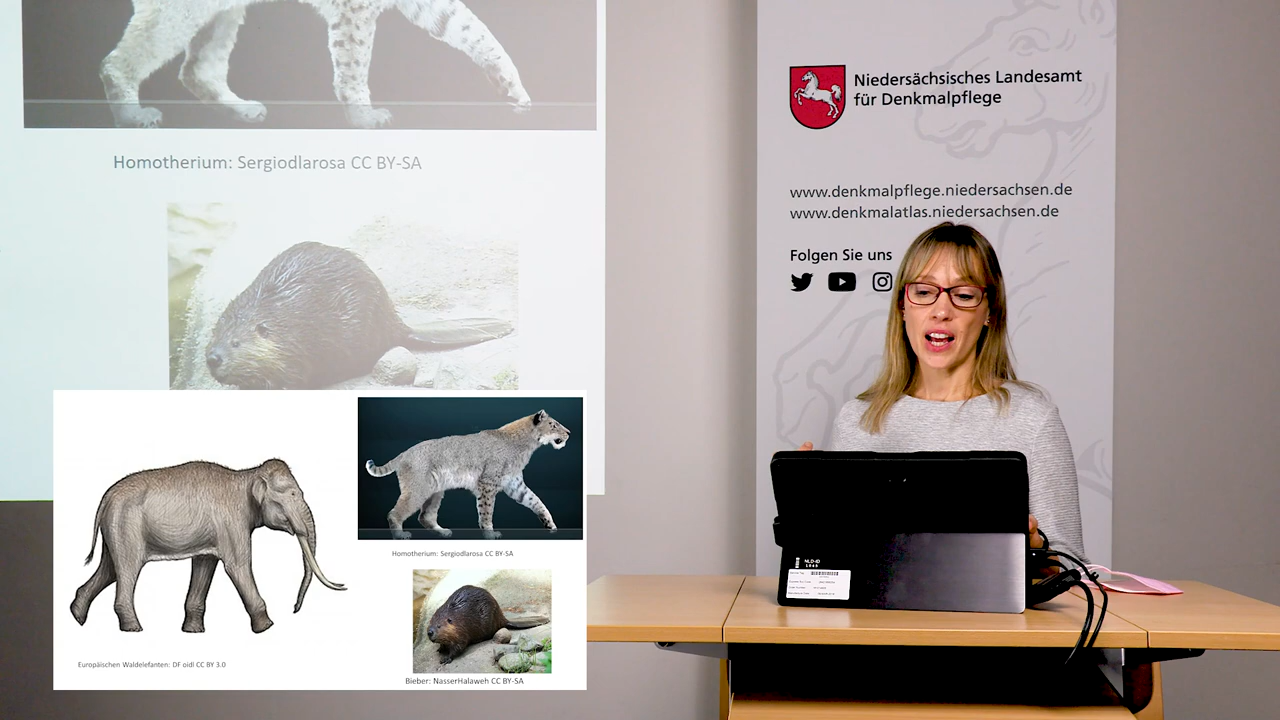 Homotherium: Sergiodlarosa CC BY-SA
Niedersächsisches Landesamt
für Denkmalpflege
www.denkmalpflege.niedersachsen.de
www.denkmalatlas.niedersachsen.de
Folgen Sie uns
Homotherium: Sergiodlarosa CC BY-SA
Europäischen Waldelefanten: DF oidl CC BY 3.0
Bieber: NasserHalaweh CC BY-SA
NLD-ID